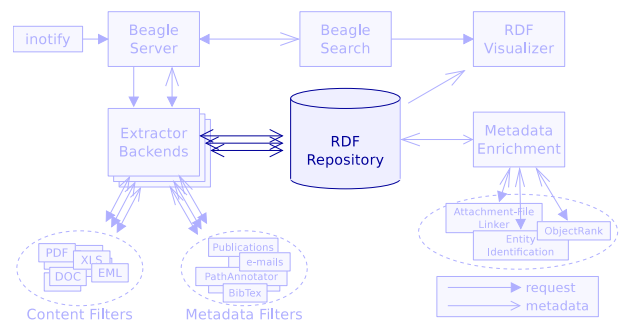 inotify
Beagle
Server
Beagle
Search
RDF
Visualizer
Extractor
Backends
RDF
Repository
Metadata
Enrichment
Attachment-File
Linker
ObjectRank
Entity
Identification
PDF
XLS
DOC
EML
Content Filters
Publications
e-mails
PathAnnotator
BibTex
Metadata Filters
request
metadata